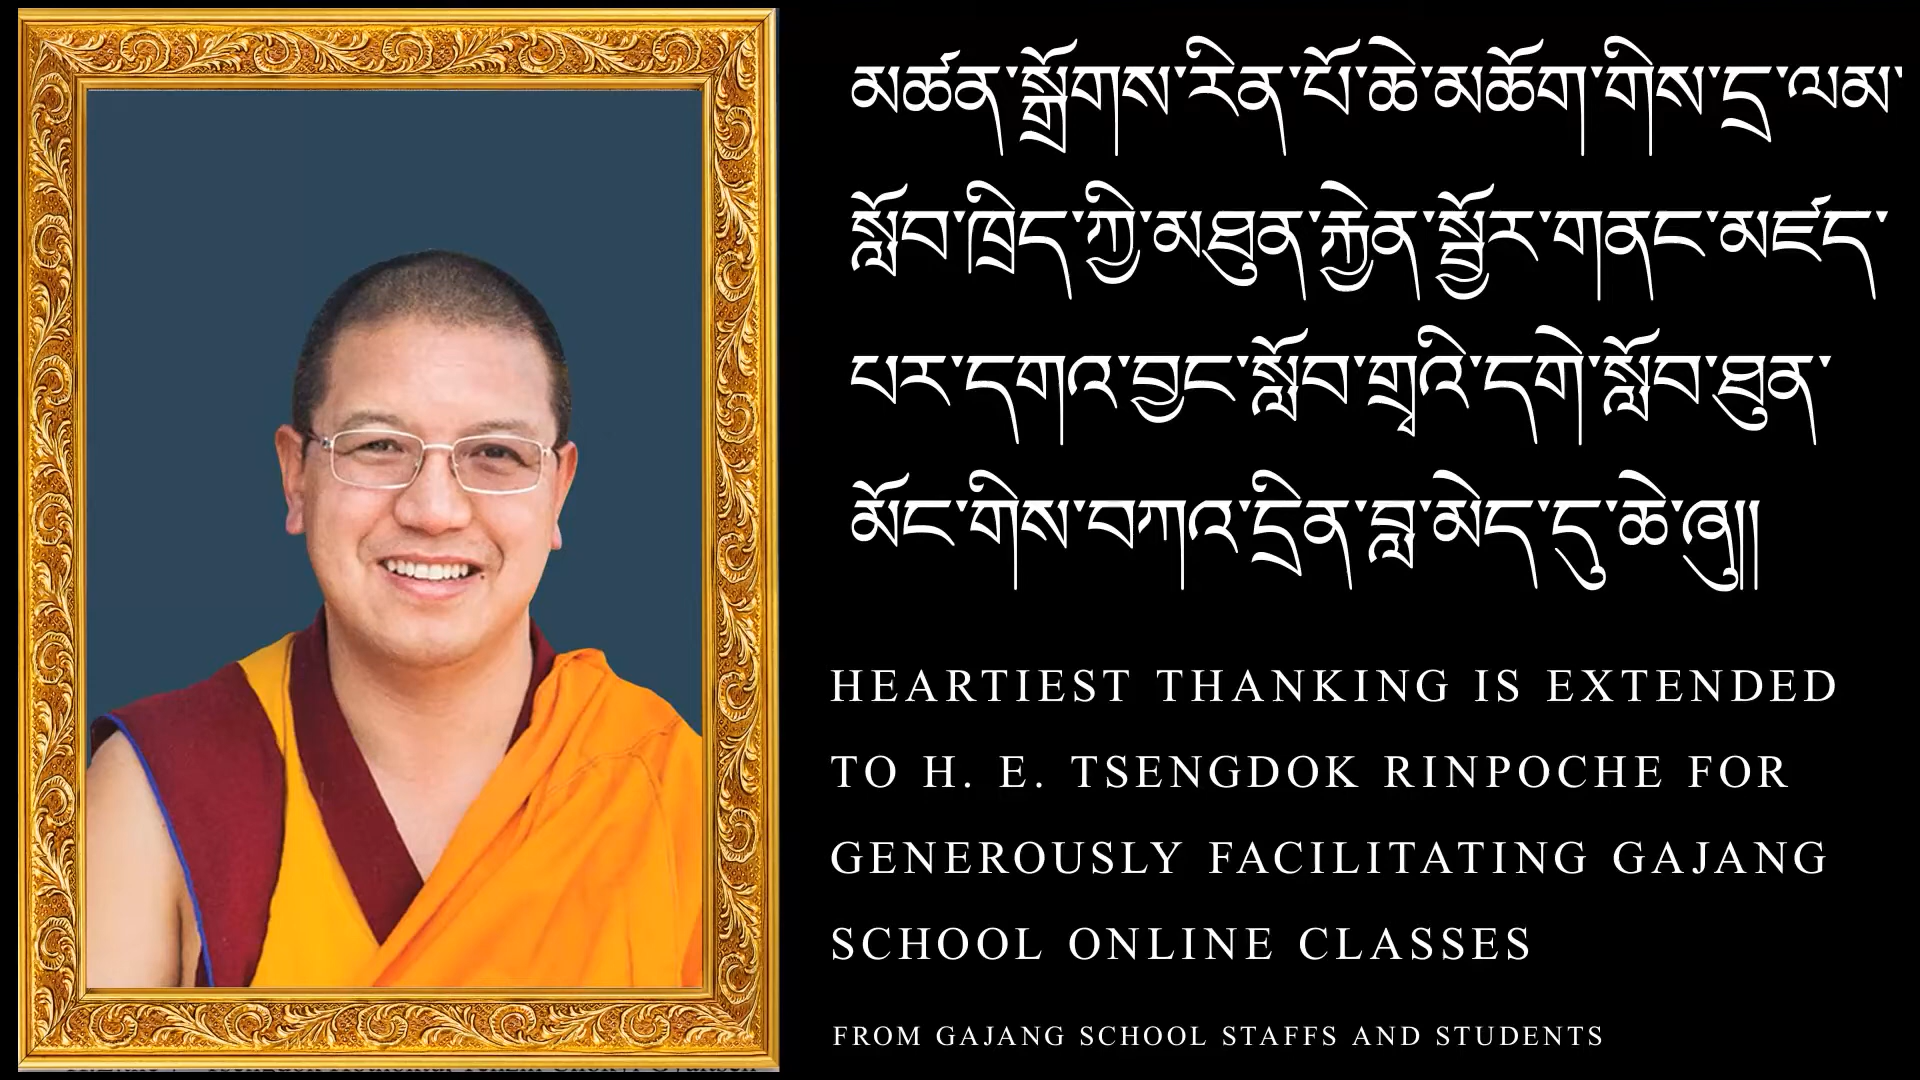 མཚན་སྒྲོགས་རིན་པོ་ཆེ་མཆོག་གིས་དྲ་ལམ་
སློབ་ཁྲིད་ཀྱི་མཐུན་རྐྱེན་སྦྱོར་གནང་མཛད་
པར་དགའ་བྱང་སློབ་གྲྭའི་དགེ་སློབ་ཐུན་
མོང་གིས་བཀའ་དྲིན་བླ་མེད་དུ་ཆེ་ཞུ།།
HEARTIEST THANKING IS EXTENDED
TO H. E. TSENGDOK RINPOCHE FOR
GENEROUSLY FACILITATING GAJANG
SCHOOL ONLINE CLASSES
FROM GAJANG SCHOOL STAFFS AND STUDENTS